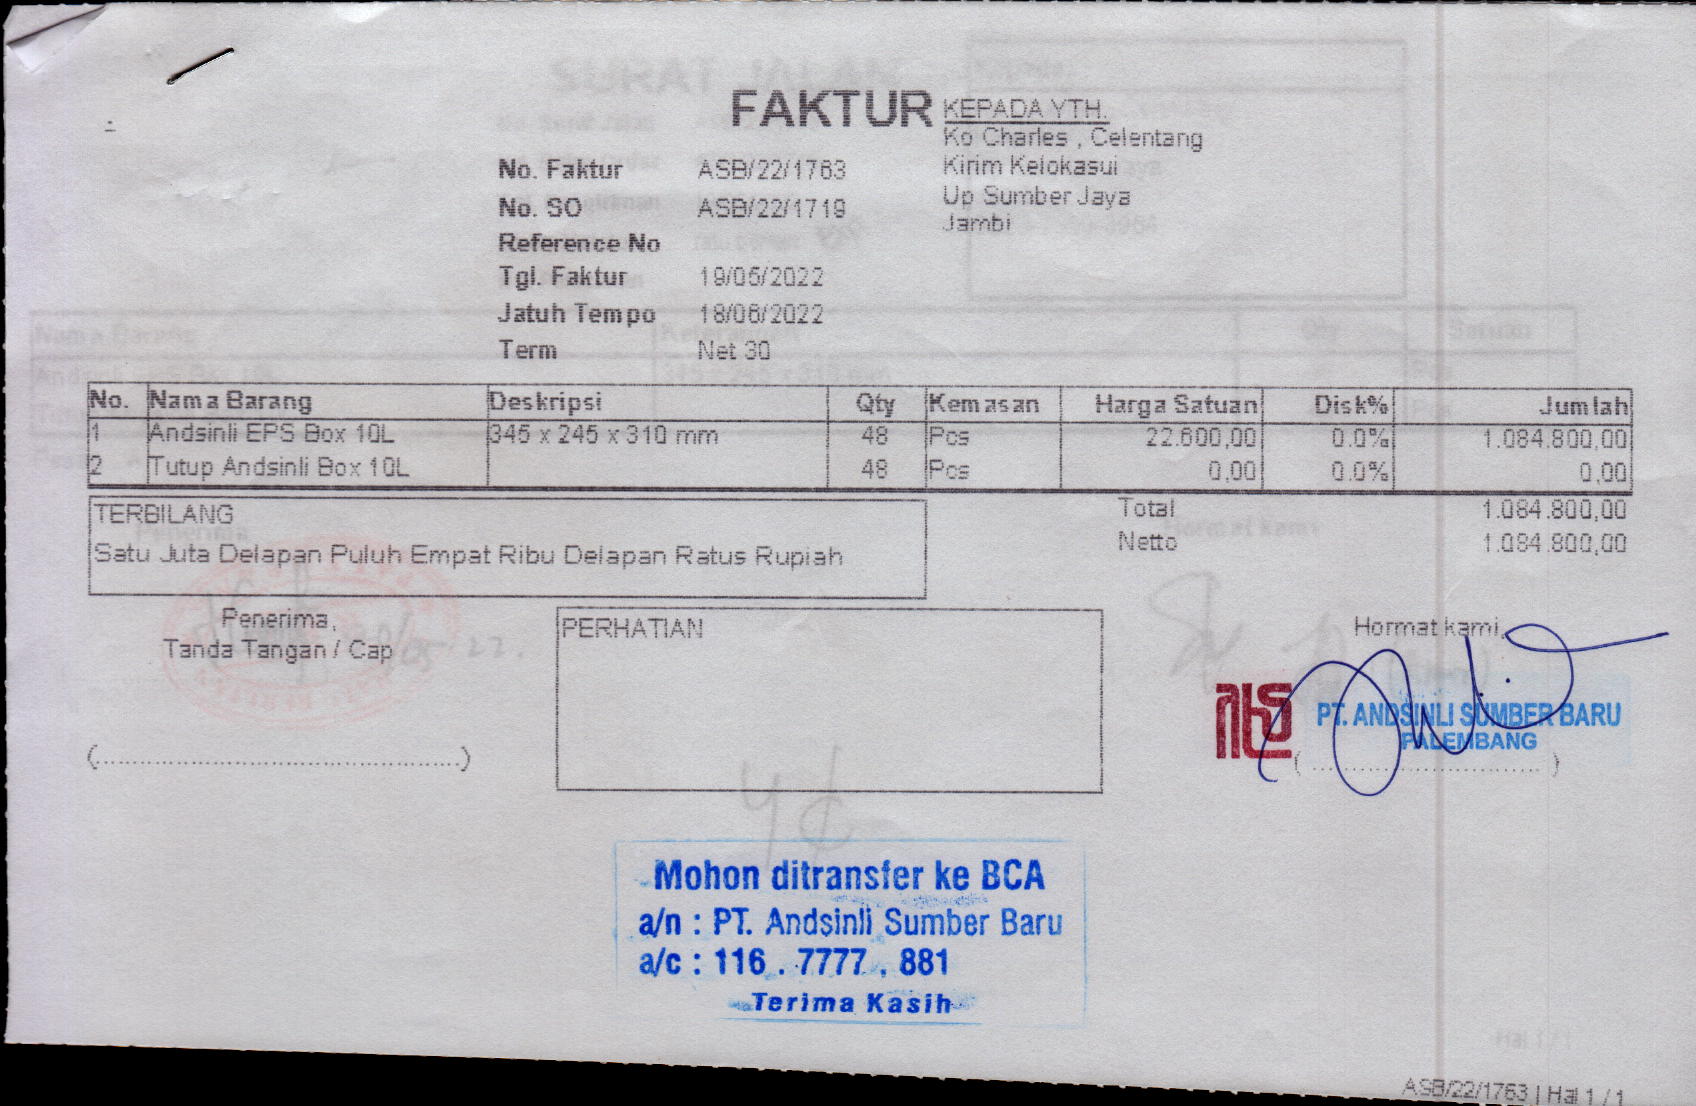 FAKTUR
KEPADA YTH.
Ko Charles , Celentang
Kirim Kelokasui
Up Sumber Jaya
Jambi
No. Faktur ASB/22/1763
No. SO ASB/22/1719
Reference No
Tgl. Faktur 19/05/2022
Jatuh Tempo 18/06/2022
Term Net 30
No. Nama Barang Deskripsi Qty Kemasan Harga Satuan Disk% Jumlah
1 Andsinli EPS Box 10L 345 x 245 x 310 mm 48 Pcs 22.600,00 0.0% 1.084.800,00
2 Tutup Andsinli Box 10L 48 Pcs 0,00 0.0% 0,00
TERBILANG
Satu Juta Delapan Puluh Empat Ribu Delapan Ratus Rupiah
Total 1.084.800,00
Netto 1.084.800,00
Penerima,
Tanda Tangan / Cap
(................................................)
PERHATIAN
Hormat kami,
PT. ANDSINLI SUMBER BARU
PALEMBANG
Mohon ditransfer ke BCA
a/n : PT. Andsinli Sumber Baru
a/c : 116 . 7777 . 881
Terima Kasih
ASB/22/1763 | Hal 1 / 1